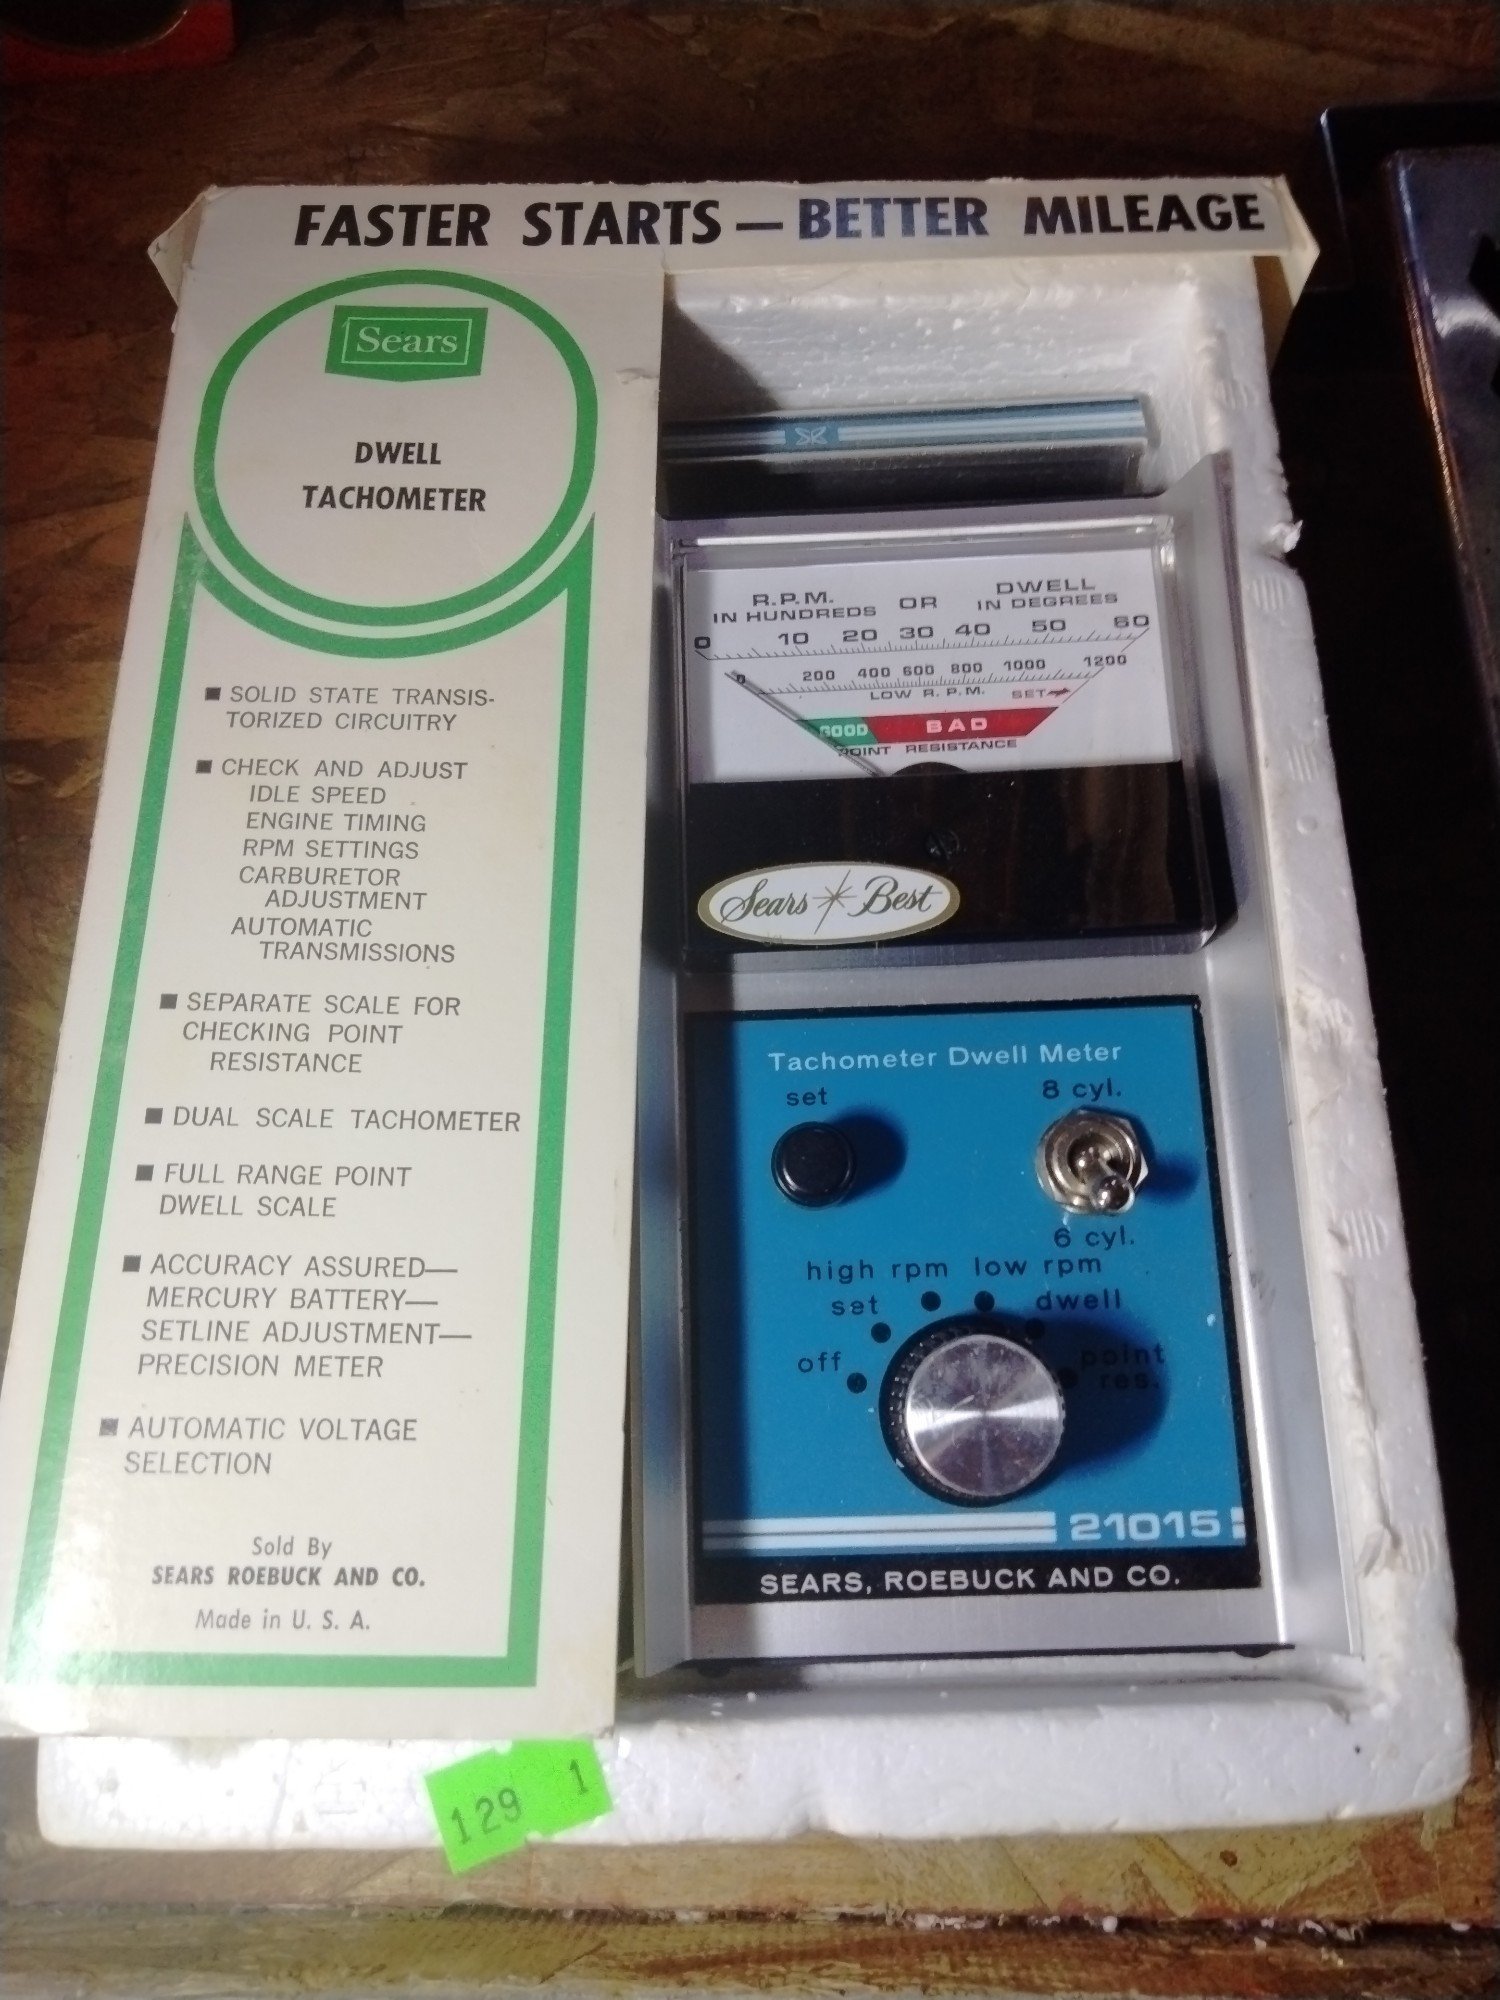 FASTER STARTS — BETTER MILEAGE
Sears
DWELL
TACHOMETER
■ SOLID STATE TRANSIS-
TORIZED CIRCUITRY
■ CHECK AND ADJUST
IDLE SPEED
ENGINE TIMING
RPM SETTINGS
CARBURETOR
ADJUSTMENT
AUTOMATIC
TRANSMISSIONS
■ SEPARATE SCALE FOR
CHECKING POINT
RESISTANCE
■ DUAL SCALE TACHOMETER
■ FULL RANGE POINT
DWELL SCALE
■ ACCURACY ASSURED—
MERCURY BATTERY—
SETLINE ADJUSTMENT—
PRECISION METER
■ AUTOMATIC VOLTAGE
SELECTION
Sold By
SEARS ROEBUCK AND CO.
Made in U. S. A.
129 1
R.P.M. OR DWELL
IN HUNDREDS IN DEGREES
0 10 20 30 40 50 60
0 200 400 600 800 1000 1200
LOW R.P.M. SET
GOOD BAD
POINT RESISTANCE
Sears Best
Tachometer Dwell Meter
set 8 cyl.
6 cyl.
high rpm low rpm
set dwell
off point
res.
21015
SEARS, ROEBUCK AND CO.